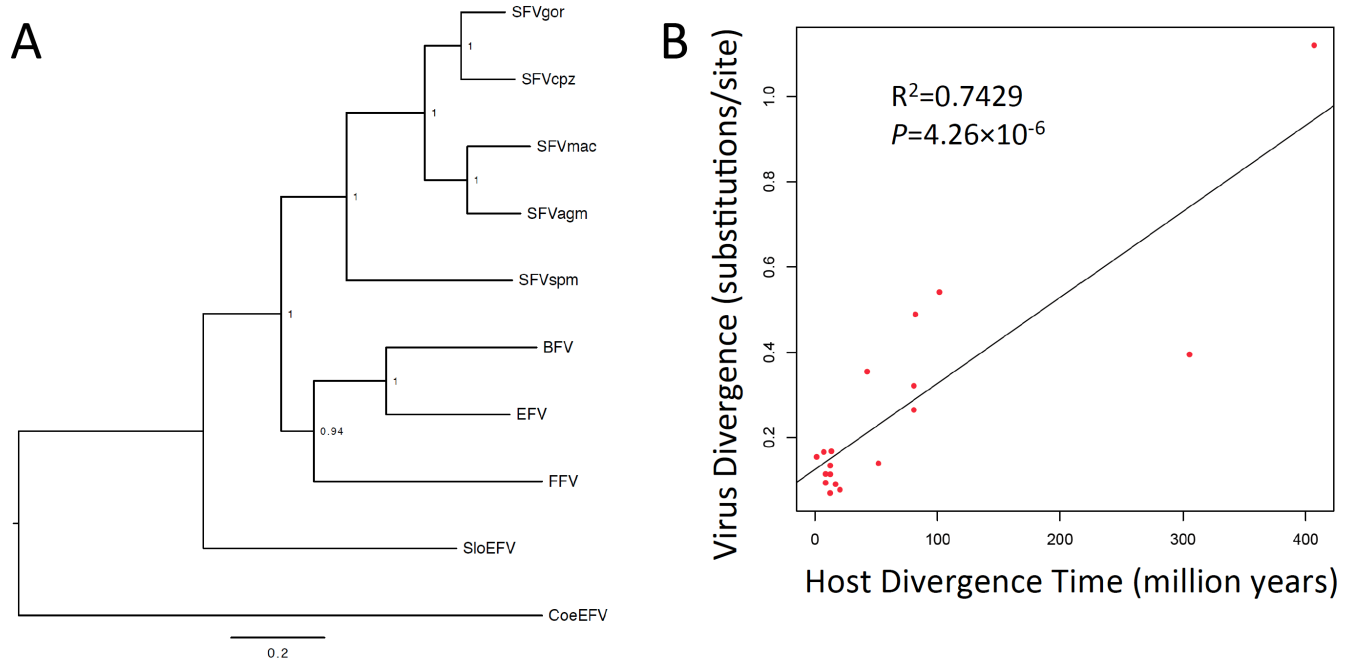 A
SFVgor
1
SFVcpz
1
SFVmac
1
SFVagm
1
SFVspm
1
BFV
1
EFV
0.94
FFV
SloEFV
CoeEFV
0.2
B
Virus Divergence (substitutions/site)
R²=0.7429
P=4.26×10⁻⁶
1.0
0.8
0.6
0.4
0.2
0 100 200 300 400
Host Divergence Time (million years)